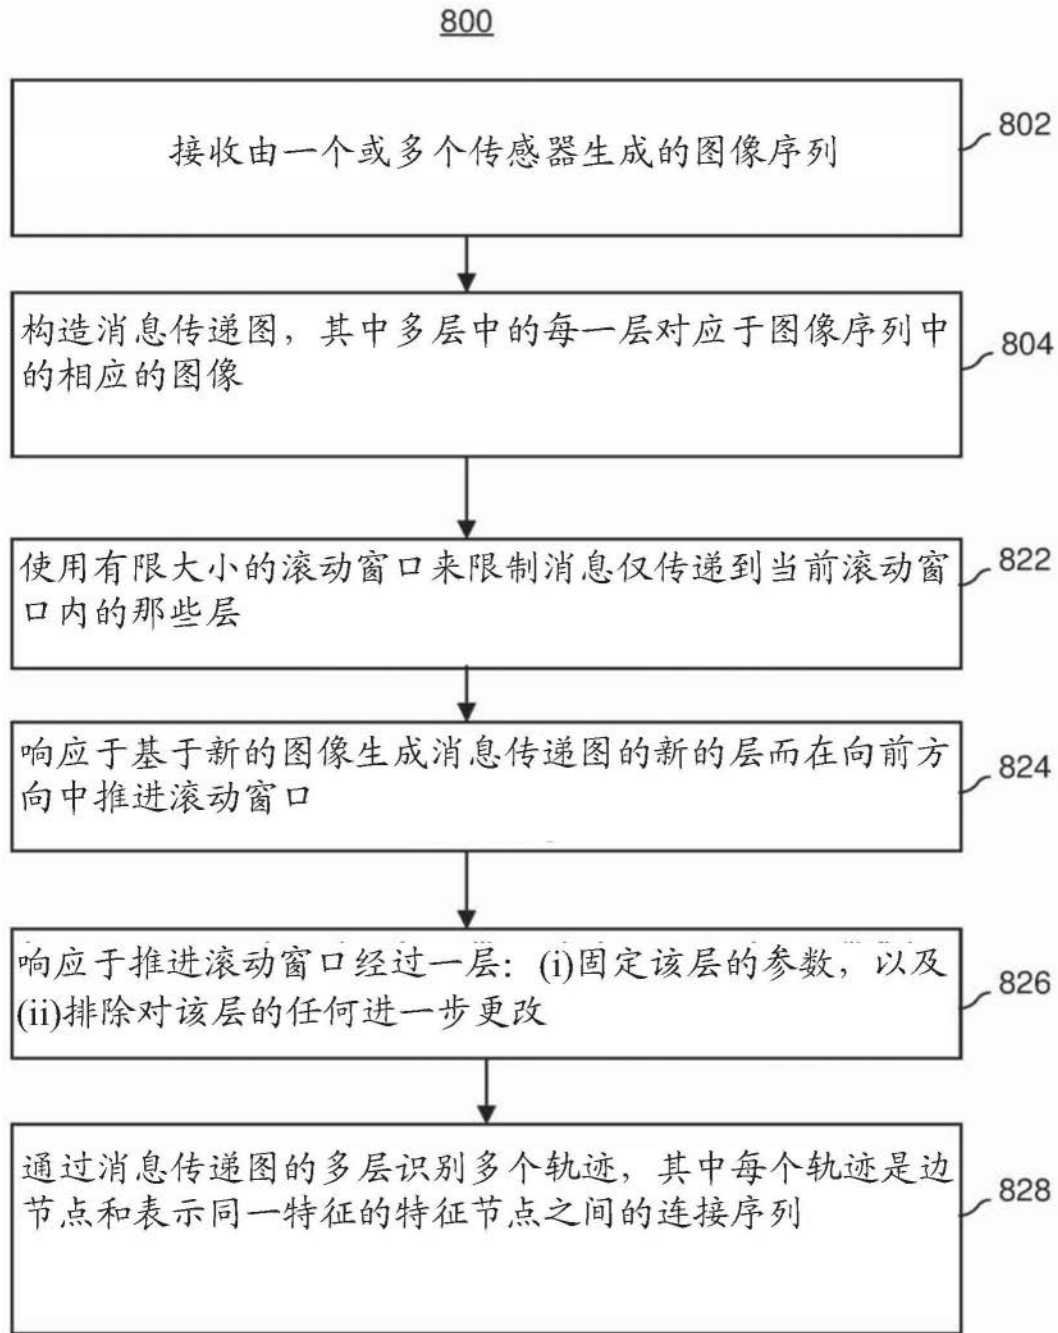 800
接收由一个或多个传感器生成的图像序列
802
构造消息传递图，其中多层中的每一层对应于图像序列中
的相应的图像
804
使用有限大小的滚动窗口来限制消息仅传递到当前滚动窗
口内的那些层
822
响应于基于新的图像生成消息传递图的新的层而在向前方
向中推进滚动窗口
824
响应于推进滚动窗口经过一层：(i)固定该层的参数，以及
(ii)排除对该层的任何进一步更改
826
通过消息传递图的多层识别多个轨迹，其中每个轨迹是边
节点和表示同一特征的特征节点之间的连接序列
828